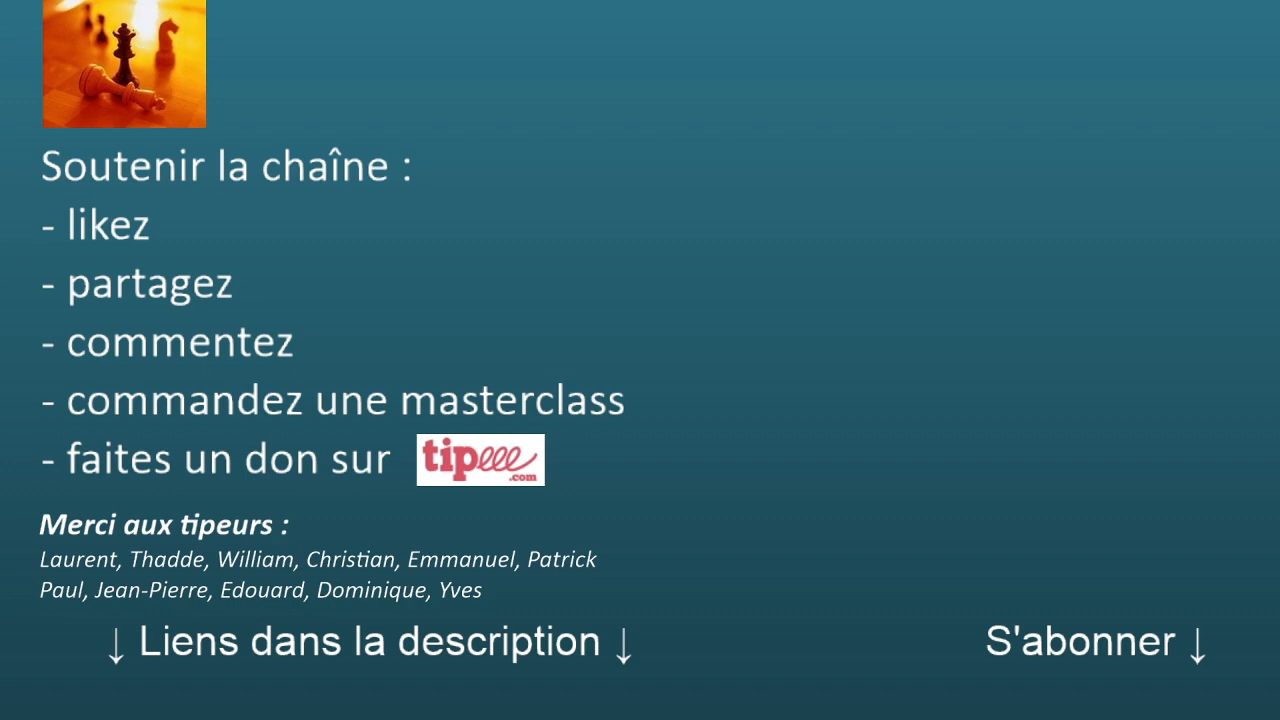 Soutenir la chaîne :
- likez
- partagez
- commentez
- commandez une masterclass
- faites un don sur tipeee.com
Merci aux tipeurs :
Laurent, Thadde, William, Christian, Emmanuel, Patrick
Paul, Jean-Pierre, Edouard, Dominique, Yves
↓ Liens dans la description ↓ S'abonner ↓